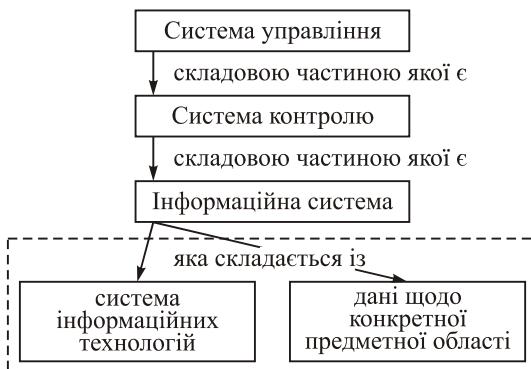 Система управління
складовою частиною якої є
Система контролю
складовою частиною якої є
Інформаційна система
яка складається із
система
інформаційних
технологій
дані щодо
конкретної
предметної області